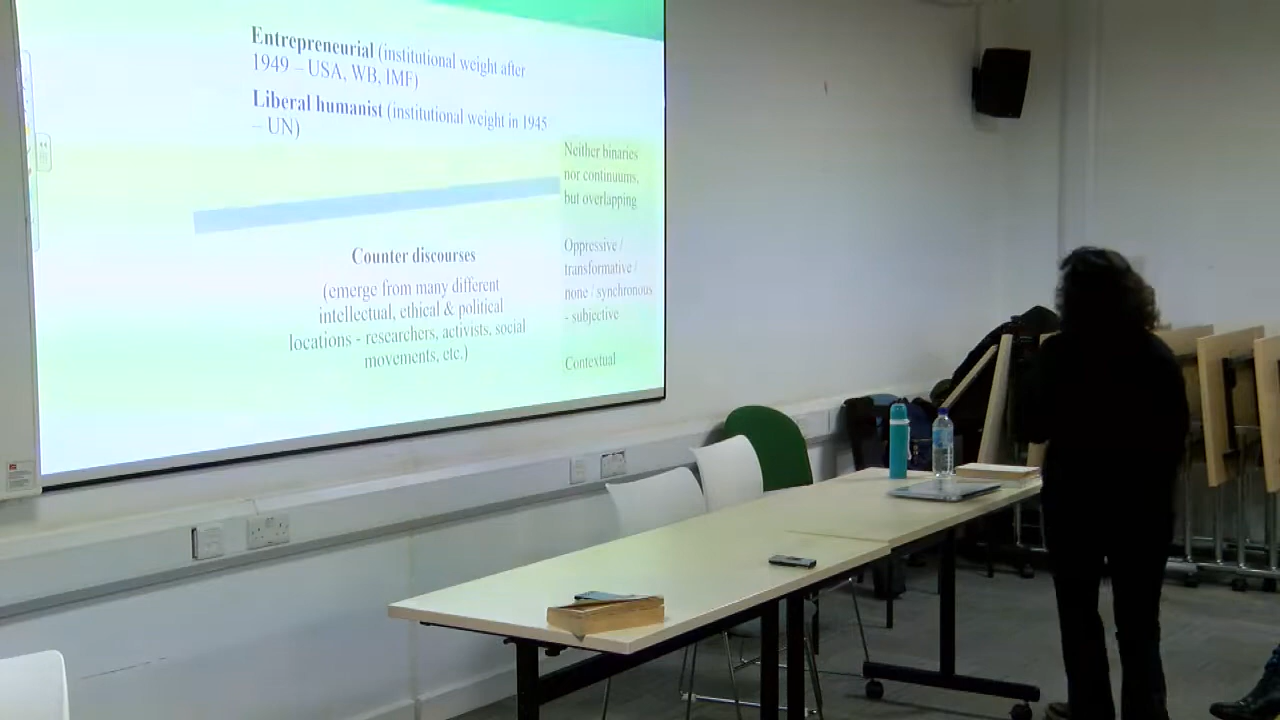 Entrepreneurial (institutional weight after
1949 – USA, WB, IMF)
Liberal humanist (institutional weight in 1945
– UN)
Neither binaries
nor continuums,
but overlapping
Oppressive /
transformative /
none / synchronous
- subjective
Contextual
Counter discourses
(emerge from many different
intellectual, ethical & political
locations - researchers, activists, social
movements, etc.)